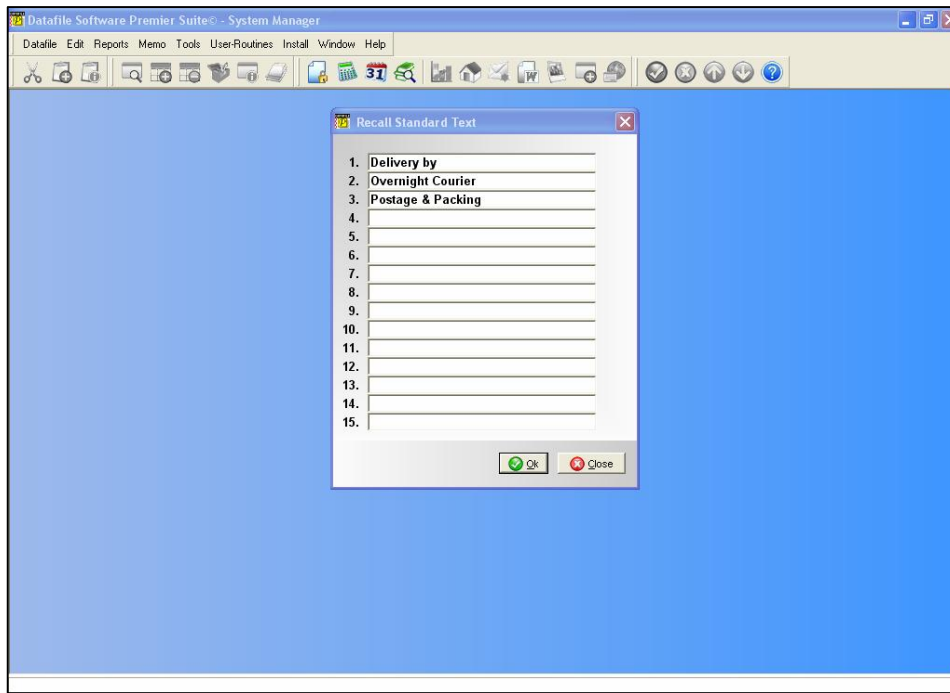 Datafile Software Premier Suite© - System Manager
Datafile Edit Reports Memo Tools User-Routines Install Window Help
31
Recall Standard Text
1. Delivery by
2. Overnight Courier
3. Postage & Packing
4.
5.
6.
7.
8.
9.
10.
11.
12.
13.
14.
15.
Ok Close